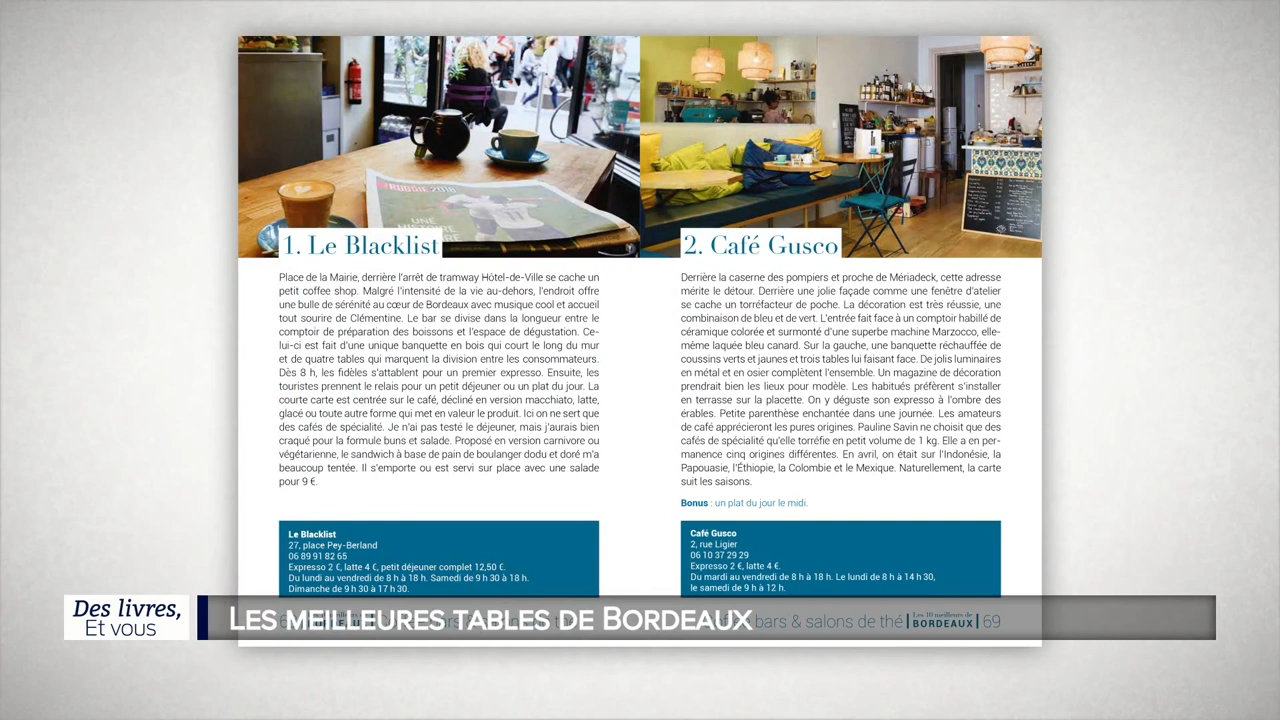 RUSSIE 2018
UNE
HISTOIRE
1. Le Blacklist
Place de la Mairie, derrière l'arrêt de tramway Hôtel-de-Ville se cache un
petit coffee shop. Malgré l'intensité de la vie au-dehors, l'endroit offre
une bulle de sérénité au cœur de Bordeaux avec musique cool et accueil
tout sourire de Clémentine. Le bar se divise dans la longueur entre le
comptoir de préparation des boissons et l'espace de dégustation. Ce-
lui-ci est fait d'une unique banquette en bois qui court le long du mur
et de quatre tables qui marquent la division entre les consommateurs.
Dès 8 h, les fidèles s'attablent pour un premier expresso. Ensuite, les
touristes prennent le relais pour un petit déjeuner ou un plat du jour. La
courte carte est centrée sur le café, décliné en version macchiato, latte,
glacé ou toute autre forme qui met en valeur le produit. Ici on ne sert que
des cafés de spécialité. Je n'ai pas testé le déjeuner, mais j'aurais bien
craqué pour la formule buns et salade. Proposé en version carnivore ou
végétarienne, le sandwich à base de pain de boulanger dodu et doré m'a
beaucoup tentée. Il s'emporte ou est servi sur place avec une salade
pour 9 €.
Le Blacklist
27, place Pey-Berland
06 89 91 82 65
Expresso 2 €, latte 4 €, petit déjeuner complet 12,50 €.
Du lundi au vendredi de 8 h à 18 h. Samedi de 9 h 30 à 18 h.
Dimanche de 9 h 30 à 17 h 30.
2. Café Gusco
Derrière la caserne des pompiers et proche de Mériadeck, cette adresse
mérite le détour. Derrière une jolie façade comme une fenêtre d'atelier
se cache un torréfacteur de poche. La décoration est très réussie, une
combinaison de bleu et de vert. L'entrée fait face à un comptoir habillé de
céramique colorée et surmonté d'une superbe machine Marzocco, elle-
même laquée bleu canard. Sur la gauche, une banquette réchauffée de
coussins verts et jaunes et trois tables lui faisant face. De jolis luminaires
en métal et en osier complètent l'ensemble. Un magazine de décoration
prendrait bien les lieux pour modèle. Les habitués préfèrent s'installer
en terrasse sur la placette. On y déguste son expresso à l'ombre des
érables. Petite parenthèse enchantée dans une journée. Les amateurs
de café apprécieront les pures origines. Pauline Savin ne choisit que des
cafés de spécialité qu'elle torréfie en petit volume de 1 kg. Elle a en per-
manence cinq origines différentes. En avril, on était sur l'Indonésie, la
Papouasie, l'Éthiopie, la Colombie et le Mexique. Naturellement, la carte
suit les saisons.
Bonus : un plat du jour le midi.
Café Gusco
2, rue Ligier
06 10 37 29 29
Expresso 2 €, latte 4 €.
Du mardi au vendredi de 8 h à 18 h. Le lundi de 8 h à 14 h 30,
le samedi de 9 h à 12 h.
bars & salons de thé
Les 10 meilleurs de
BORDEAUX
69
Des livres,
Et vous
Les meilleures tables de Bordeaux